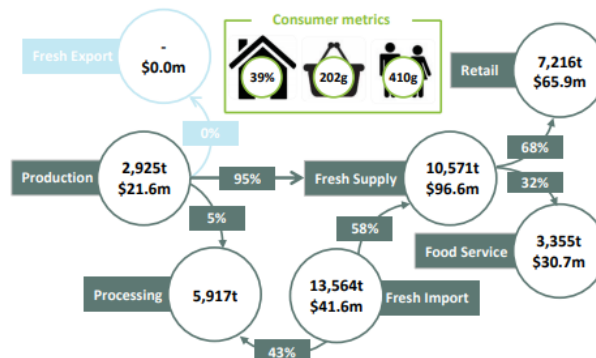 Consumer metrics
39%
202g
410g
Fresh Export
-
$0.0m
0%
Retail
7,216t
$65.9m
68%
Production
2,925t
$21.6m
95%
Fresh Supply
10,571t
$96.6m
32%
5%
58%
Food Service
3,355t
$30.7m
Processing
5,917t
13,564t
$41.6m
Fresh Import
43%